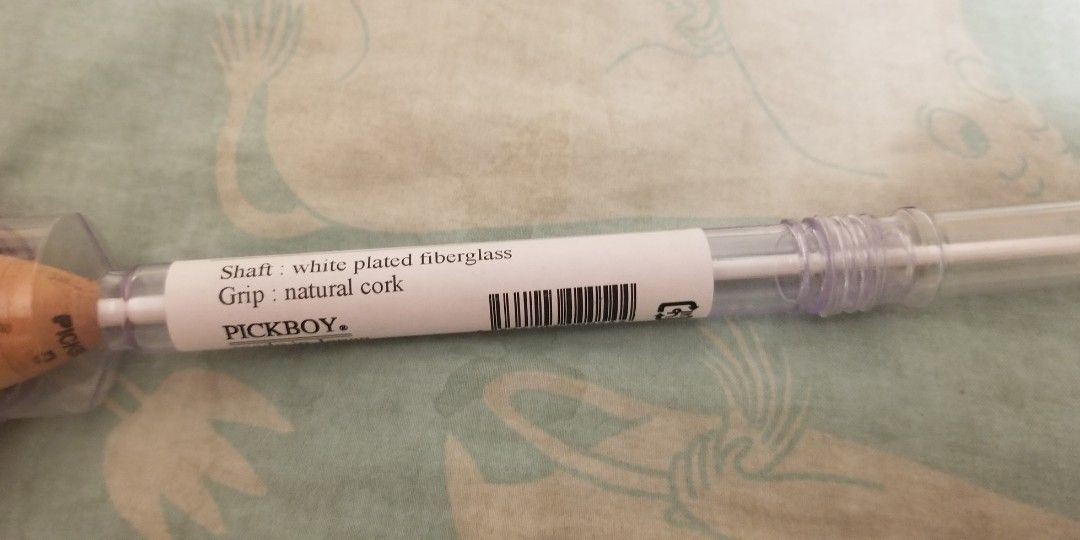 Shaft : white plated fiberglass
Grip : natural cork
PICKBOY®